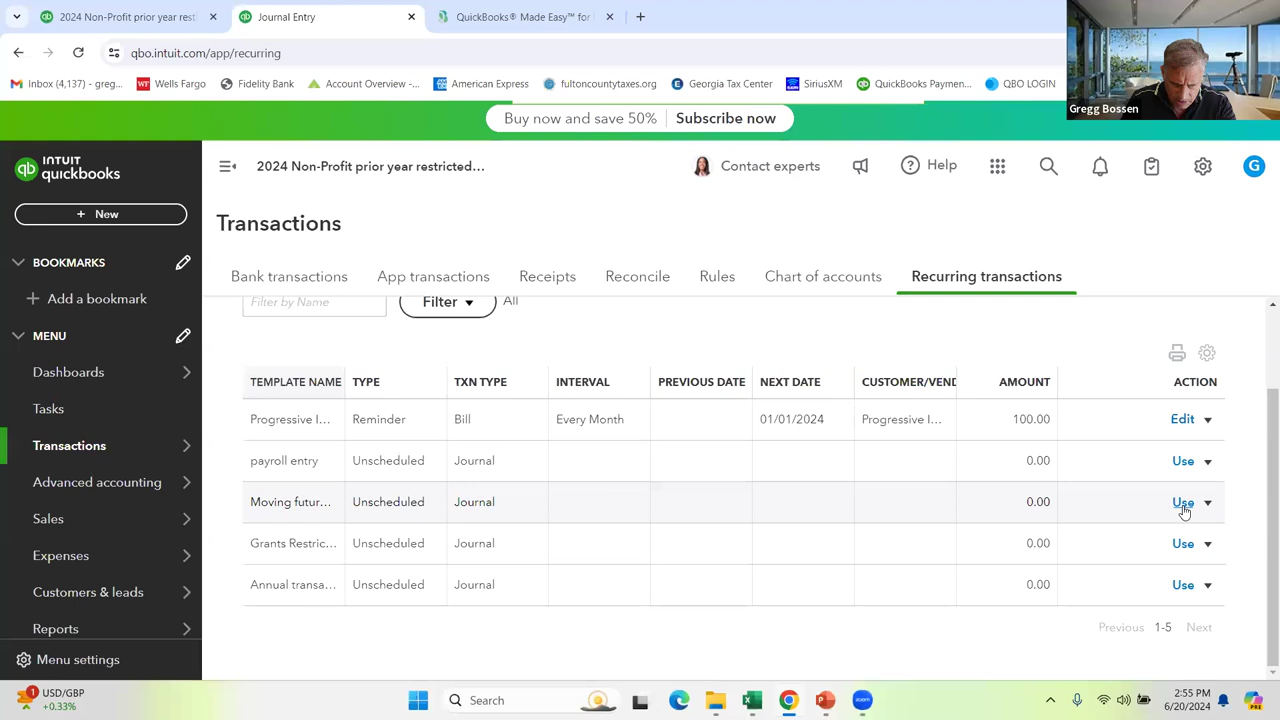 2024 Non-Profit prior year restri
Journal Entry
QuickBooks® Made Easy™ for
qbo.intuit.com/app/recurring
Inbox (4,137) - greg...
Wells Fargo
Fidelity Bank
Account Overview -...
American Express
fultoncountytaxes.org
Georgia Tax Center
SiriusXM
QuickBooks Paymen...
QBO LOGIN
Gregg Bossen
Buy now and save 50%
Subscribe now
INTUIT
quickbooks
2024 Non-Profit prior year restricted...
Contact experts
Help
G
+ New
BOOKMARKS
+ Add a bookmark
MENU
Dashboards
Tasks
Transactions
Advanced accounting
Sales
Expenses
Customers & leads
Reports
Menu settings
Transactions
Bank transactions App transactions Receipts Reconcile Rules Chart of accounts Recurring transactions
Filter by Name
Filter
All
TEMPLATE NAME TYPE TXN TYPE INTERVAL PREVIOUS DATE NEXT DATE CUSTOMER/VEND AMOUNT ACTION
Progressive I... Reminder Bill Every Month 01/01/2024 Progressive I... 100.00 Edit
payroll entry Unscheduled Journal 0.00 Use
Moving futur... Unscheduled Journal 0.00 Use
Grants Restric... Unscheduled Journal 0.00 Use
Annual transa... Unscheduled Journal 0.00 Use
Previous 1-5 Next
1
USD/GBP
+0.33%
Search
zoom
2:55 PM
6/20/2024
PRE